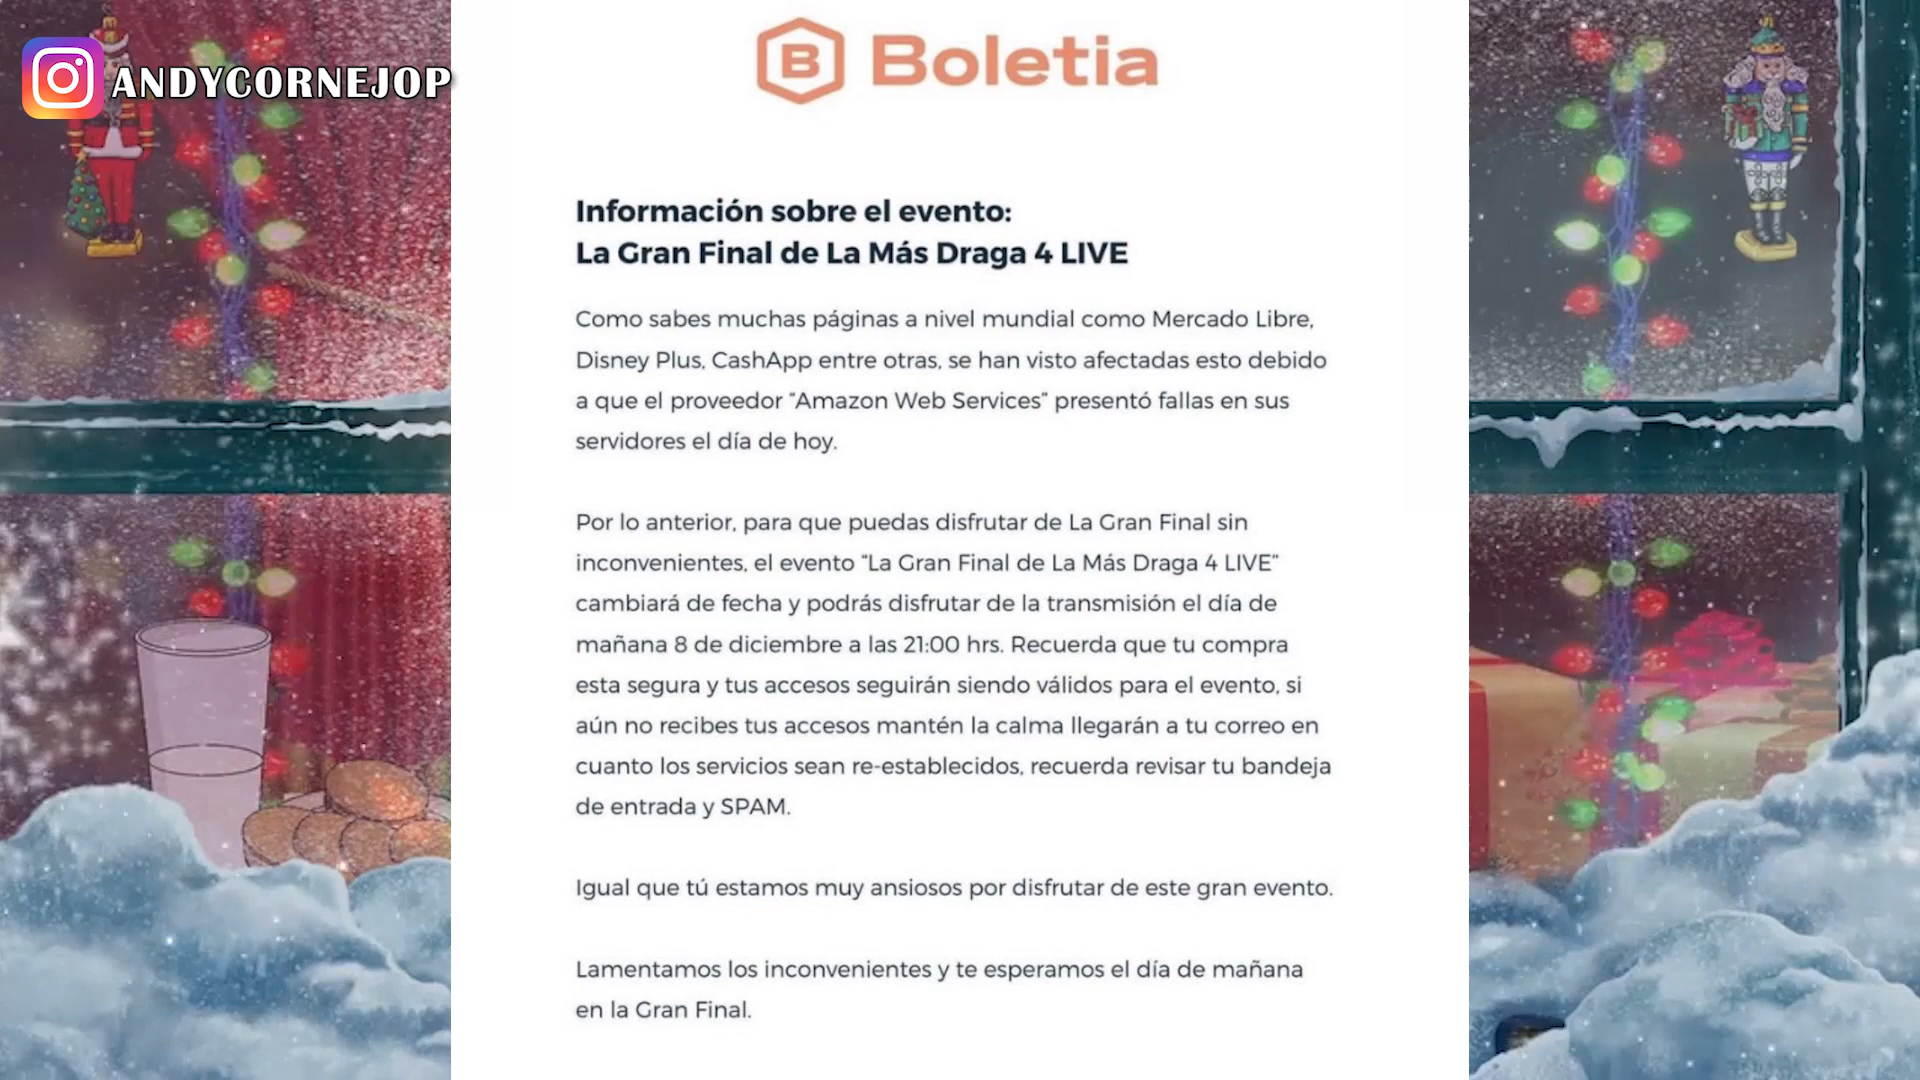 ANDYCORNEJOP
B Boletia
Información sobre el evento:
La Gran Final de La Más Draga 4 LIVE
Como sabes muchas páginas a nivel mundial como Mercado Libre,
Disney Plus, CashApp entre otras, se han visto afectadas esto debido
a que el proveedor “Amazon Web Services” presentó fallas en sus
servidores el día de hoy.
Por lo anterior, para que puedas disfrutar de La Gran Final sin
inconvenientes, el evento “La Gran Final de La Más Draga 4 LIVE”
cambiará de fecha y podrás disfrutar de la transmisión el día de
mañana 8 de diciembre a las 21:00 hrs. Recuerda que tu compra
esta segura y tus accesos seguirán siendo válidos para el evento, si
aún no recibes tus accesos mantén la calma llegarán a tu correo en
cuanto los servicios sean re-establecidos, recuerda revisar tu bandeja
de entrada y SPAM.
Igual que tú estamos muy ansiosos por disfrutar de este gran evento.
Lamentamos los inconvenientes y te esperamos el día de mañana
en la Gran Final.